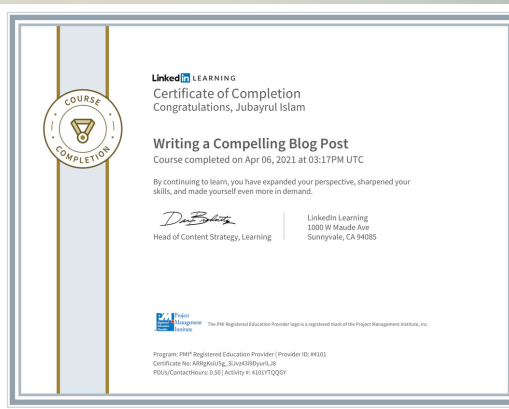 Linked in LEARNING
Certificate of Completion
Congratulations, Jubayrul Islam
COURSE
COMPLETION
Writing a Compelling Blog Post
Course completed on Apr 06, 2021 at 03:17PM UTC
By continuing to learn, you have expanded your perspective, sharpened your
skills, and made yourself even more in demand.
Head of Content Strategy, Learning
LinkedIn Learning
1000 W Maude Ave
Sunnyvale, CA 94085
PMI
Project
Management
Institute
The PMI Registered Education Provider logo is a registered mark of the Project Management Institute, Inc.
Program: PMI® Registered Education Provider | Provider ID: #4101
PDUs/ContactHours: 0.50 | Activity #: 4101YTQQGY